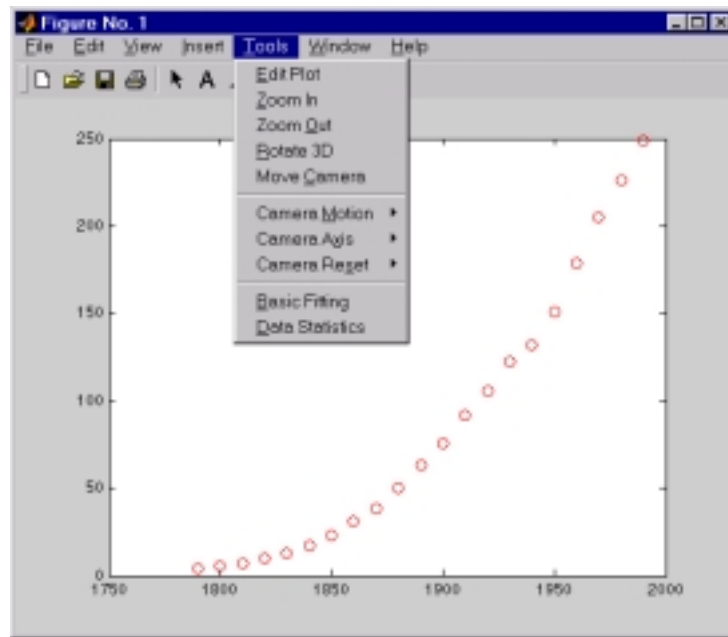 Figure No. 1
File Edit View Insert Tools Window Help
A
Edit Plot
Zoom In
Zoom Out
Rotate 3D
Move Camera
Camera Motion
Camera Axis
Camera Reset
Basic Fitting
Data Statistics
250
200
150
100
50
0
1750 1800 1850 1900 1950 2000